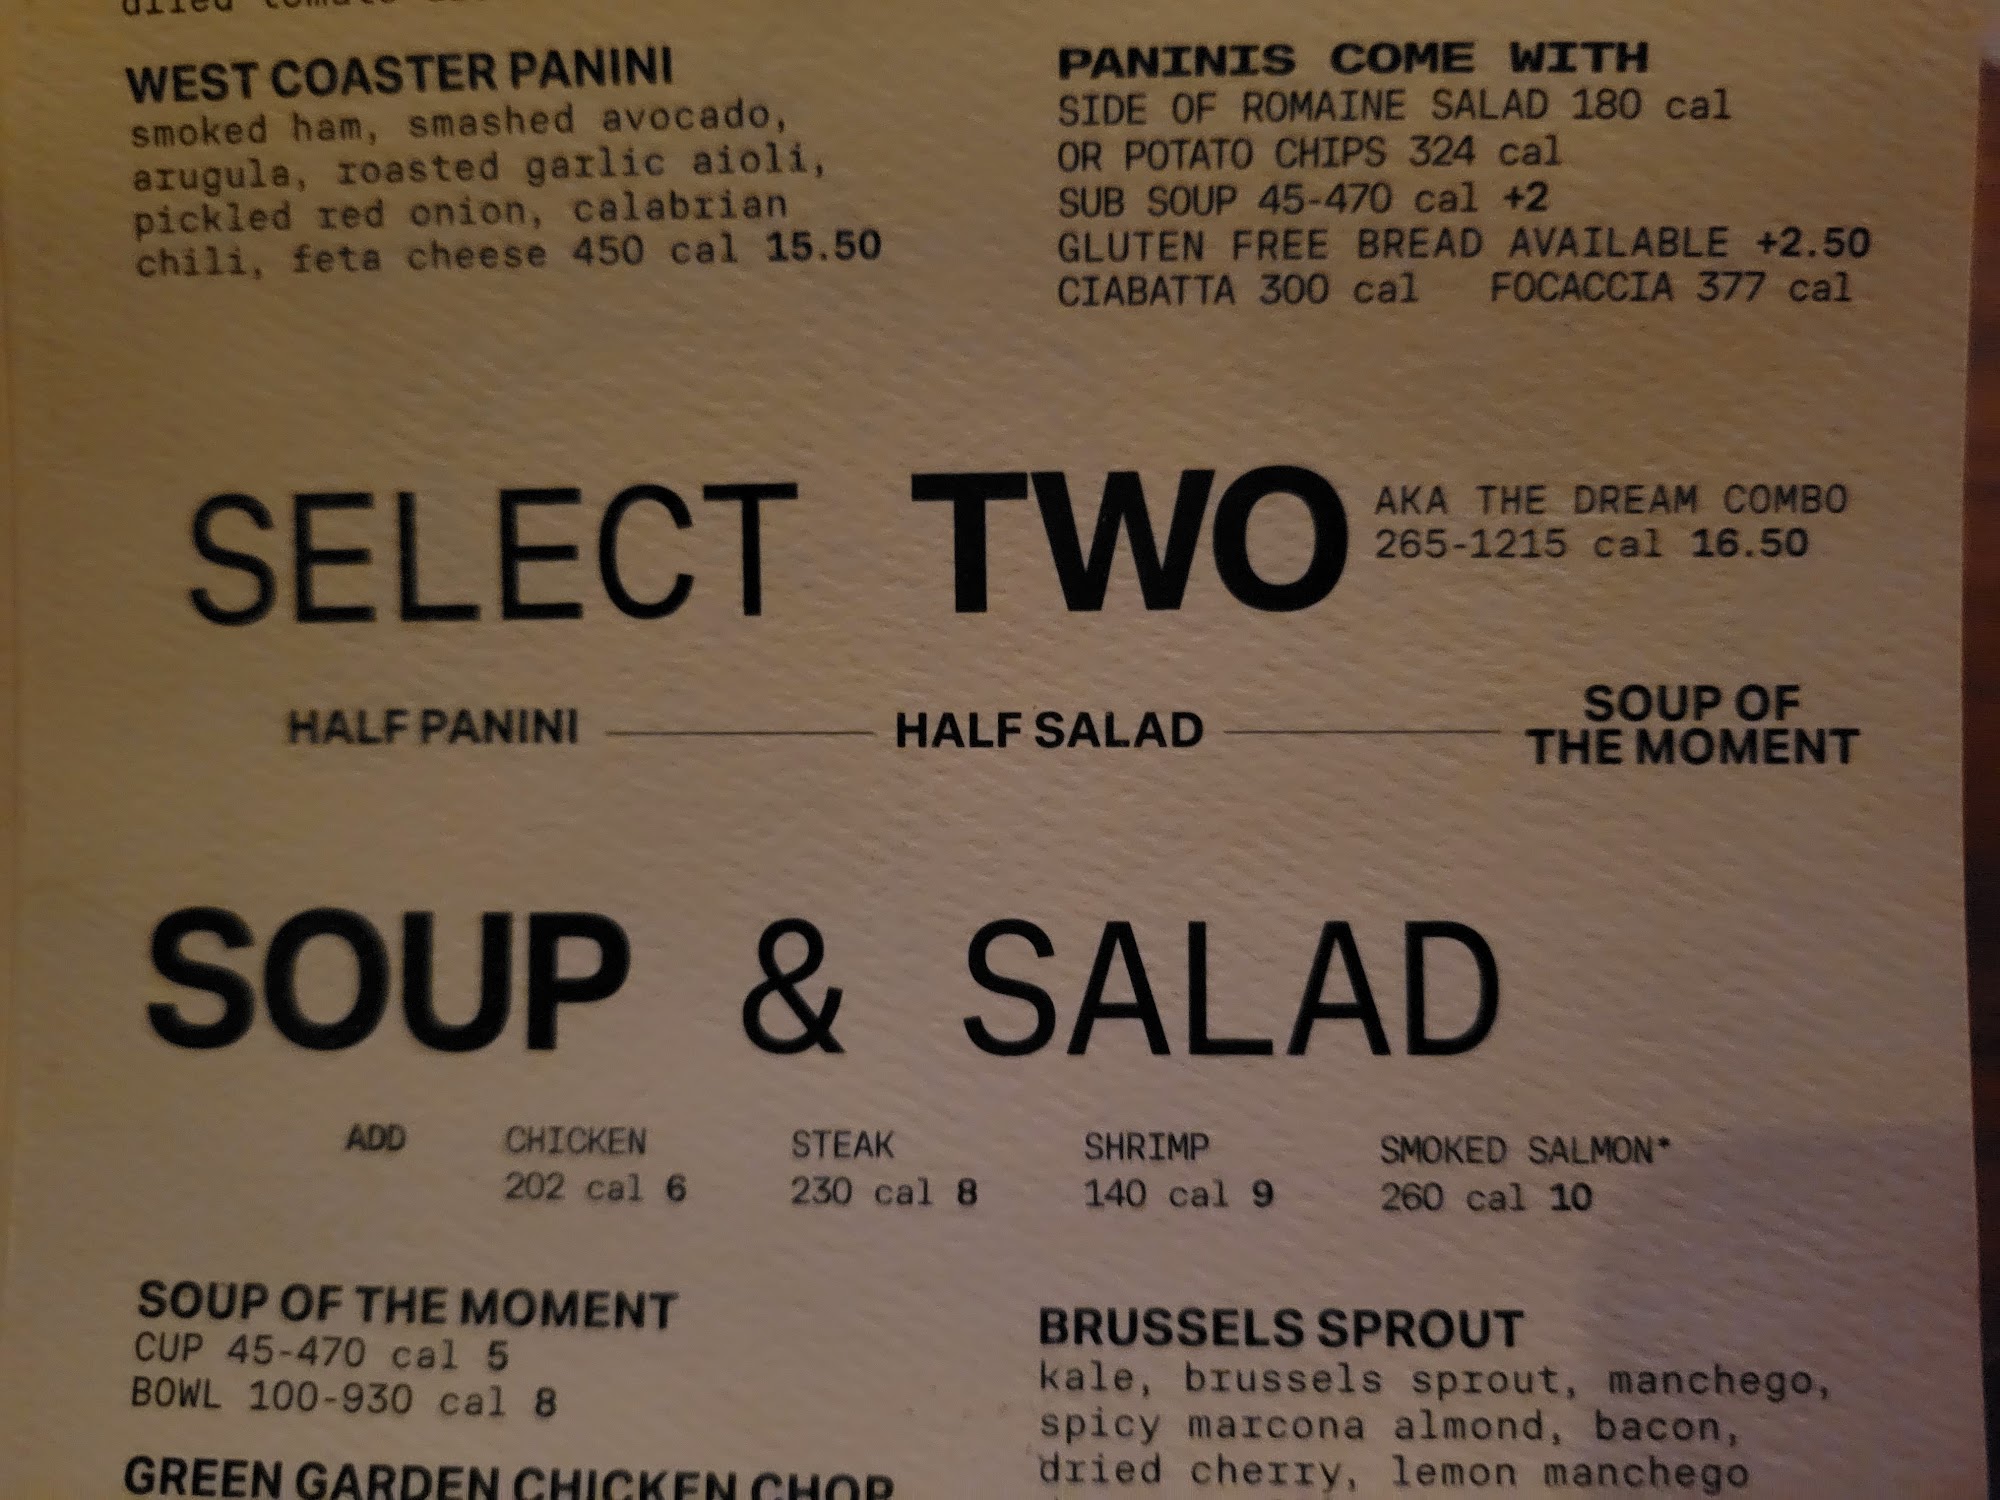 dried tomato
WEST COASTER PANINI
smoked ham, smashed avocado,
arugula, roasted garlic aioli,
pickled red onion, calabrian
chili, feta cheese 450 cal 15.50
PANINIS COME WITH
SIDE OF ROMAINE SALAD 180 cal
OR POTATO CHIPS 324 cal
SUB SOUP 45-470 cal +2
GLUTEN FREE BREAD AVAILABLE +2.50
CIABATTA 300 cal FOCACCIA 377 cal
SELECT TWO
AKA THE DREAM COMBO
265-1215 cal 16.50
HALF PANINI
HALF SALAD
SOUP OF
THE MOMENT
SOUP & SALAD
ADD
CHICKEN
202 cal 6
STEAK
230 cal 8
SHRIMP
140 cal 9
SMOKED SALMON*
260 cal 10
SOUP OF THE MOMENT
CUP 45-470 cal 5
BOWL 100-930 cal 8
GREEN GARDEN CHICKEN CHOP
BRUSSELS SPROUT
kale, brussels sprout, manchego,
spicy marcona almond, bacon,
dried cherry, lemon manchego